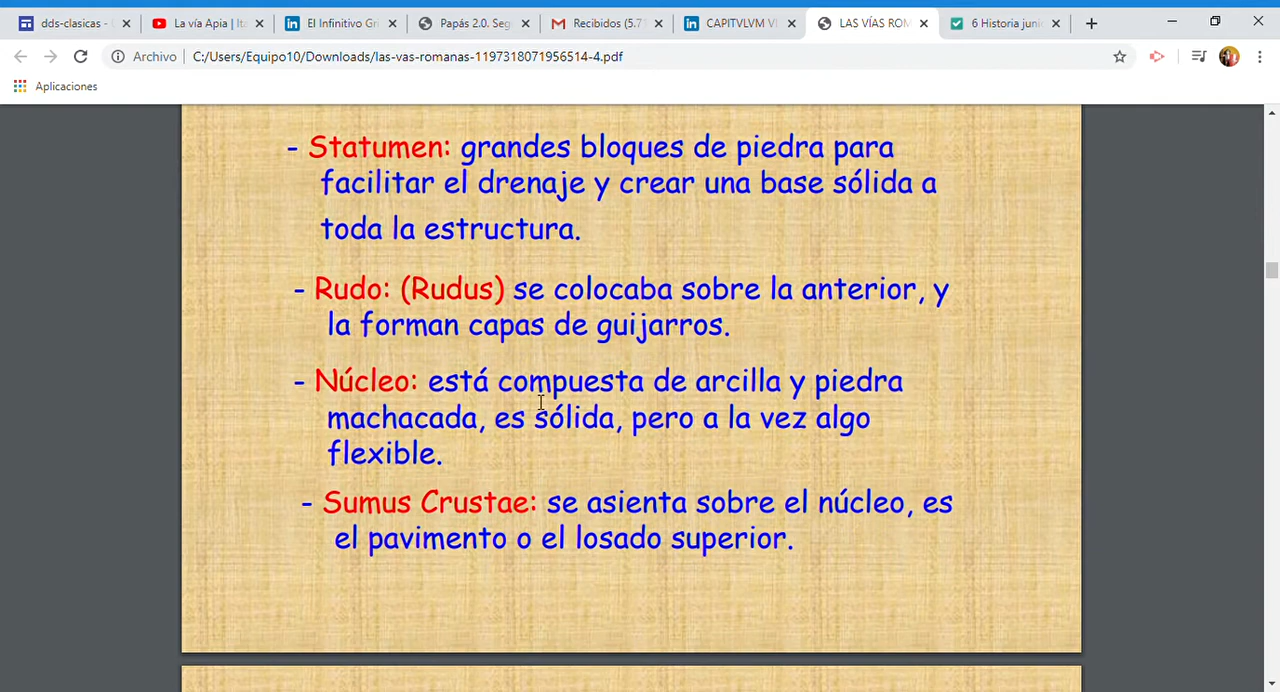 dds-clasicas - (
La vía Apia | Ita
El Infinitivo Gri
Papás 2.0. Seg
Recibidos (5.7
CAPITVLVM VI
LAS VÍAS ROM
6 Historia juni
Archivo
C:/Users/Equipo10/Downloads/las-vas-romanas-1197318071956514-4.pdf
Aplicaciones
- Statumen: grandes bloques de piedra para
facilitar el drenaje y crear una base sólida a
toda la estructura.
- Rudo: (Rudus) se colocaba sobre la anterior, y
la forman capas de guijarros.
- Núcleo: está compuesta de arcilla y piedra
machacada, es sólida, pero a la vez algo
flexible.
- Sumus Crustae: se asienta sobre el núcleo, es
el pavimento o el losado superior.